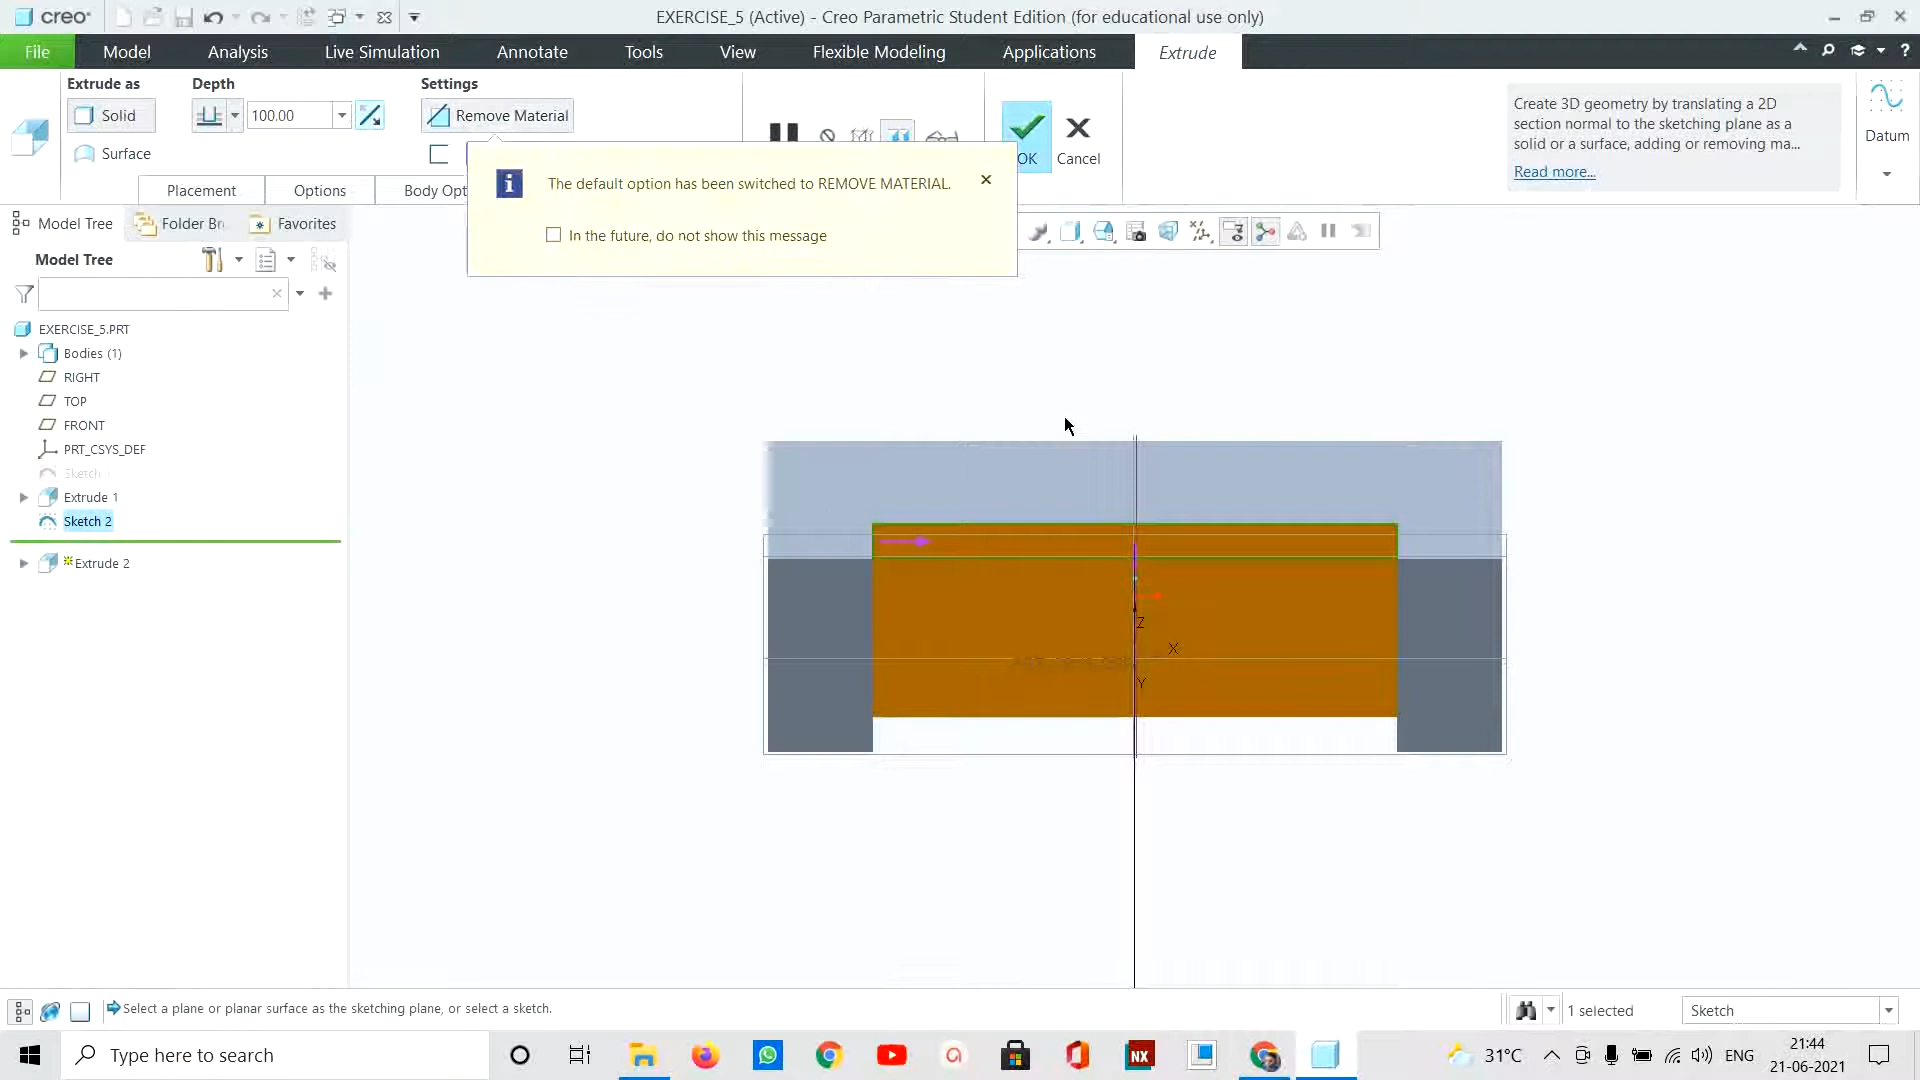 creo
EXERCISE_5 (Active) - Creo Parametric Student Edition (for educational use only)
File
Model
Analysis
Live Simulation
Annotate
Tools
View
Flexible Modeling
Applications
Extrude
Extrude as
Depth
Settings
Solid
100.00
Remove Material
Surface
OK
Cancel
Create 3D geometry by translating a 2D
section normal to the sketching plane as a
solid or a surface, adding or removing ma...
Read more...
Datum
Placement
Options
Body Opt
The default option has been switched to REMOVE MATERIAL.
In the future, do not show this message
Model Tree
Folder Br
Favorites
Model Tree
EXERCISE_5.PRT
Bodies (1)
RIGHT
TOP
FRONT
PRT_CSYS_DEF
Sketch
Extrude 1
Sketch 2
Extrude 2
Z
X
Y
Select a plane or planar surface as the sketching plane, or select a sketch.
1 selected
Sketch
Type here to search
NX
31°C
ENG
21:44
21-06-2021